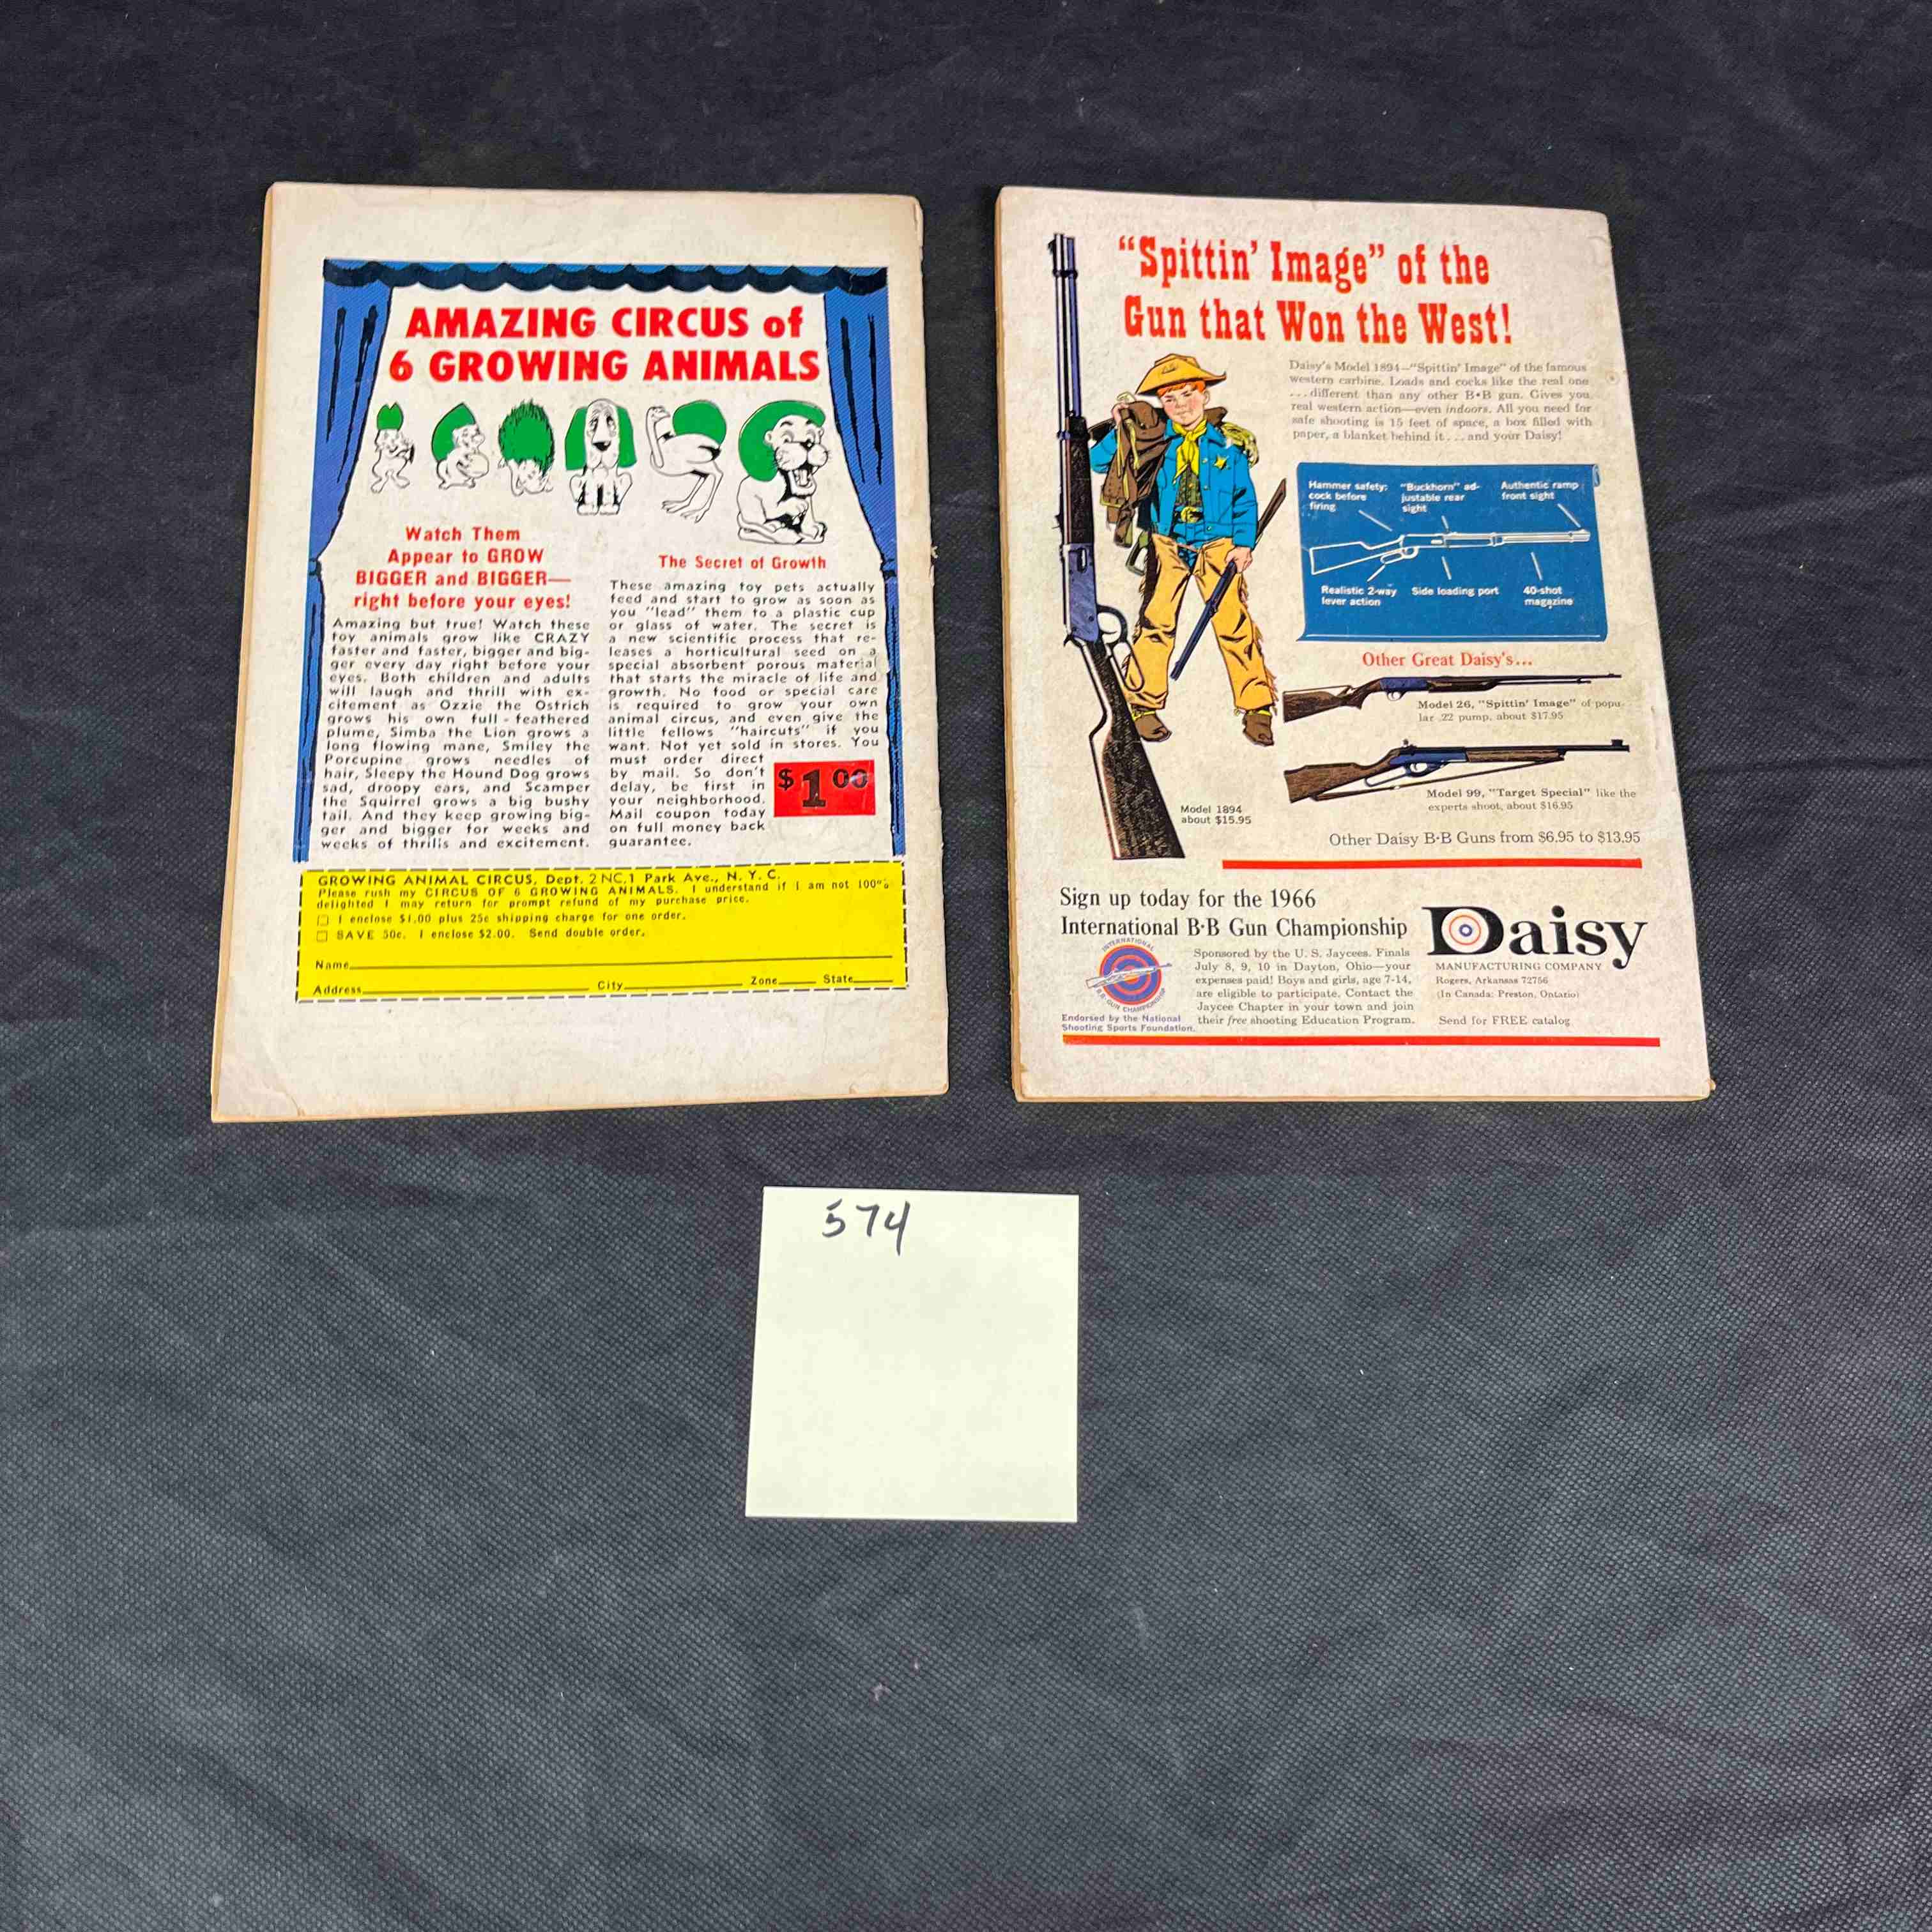 AMAZING CIRCUS of
6 GROWING ANIMALS
Watch Them
Appear to GROW
BIGGER and BIGGER—
right before your eyes!
Amazing but true! Watch these
toy animals grow like CRAZY
faster and faster, bigger and big-
ger every day right before your
eyes. Both children and adults
will laugh and thrill with ex-
citement as Ozzie the Ostrich
grows his own full-feathered
plume, Simba the Lion grows a
long flowing mane, Smiley the
Porcupine grows needles of
hair, Sleepy the Hound Dog grows
sad, droopy ears, and Scamper
the Squirrel grows a big bushy
tail. And they keep growing big-
ger and bigger for weeks and
weeks of thrills and excitement.
The Secret of Growth
These amazing toy pets actually
feed and start to grow as soon as
you "lead" them to a plastic cup
or glass of water. The secret is
a new scientific process that re-
leases a horticultural seed on a
special absorbent porous material
that starts the miracle of life and
growth. No food or special care
is required to grow your own
animal circus, and even give the
little fellows "haircuts" if you
want. Not yet sold in stores. You
must order direct
by mail. So don't
delay, be first in
your neighborhood.
Mail coupon today
on full money back
guarantee.
$1 00
GROWING ANIMAL CIRCUS, Dept. 2NC,1 Park Ave., N. Y. C.
Please rush my CIRCUS OF 6 GROWING ANIMALS. I understand if I am not 100%
delighted I may return for prompt refund of my purchase price.
I enclose $1.00 plus 25c shipping charge for one order.
SAVE 50c. I enclose $2.00. Send double order.
Name
Address City Zone State
"Spittin' Image" of the
Gun that Won the West!
Daisy's Model 1894—"Spittin' Image" of the famous
western carbine. Loads and cocks like the real one
...different than any other B•B gun. Gives you
real western action—even indoors. All you need for
safe shooting is 15 feet of space, a box filled with
paper, a blanket behind it... and your Daisy!
Hammer safety:
cock before
firing
"Buckhorn" ad-
justable rear
sight
Authentic ramp
front sight
Realistic 2-way
lever action
Side loading port
40-shot
magazine
Other Great Daisy's...
Model 26, "Spittin' Image" of popu-
lar .22 pump, about $17.95
Model 99, "Target Special" like the
experts shoot, about $16.95
Model 1894
about $15.95
Other Daisy B•B Guns from $6.95 to $13.95
Sign up today for the 1966
International B•B Gun Championship
INTERNATIONAL
B-B GUN CHAMPIONSHIP
Endorsed by the National
Shooting Sports Foundation.
Sponsored by the U. S. Jaycees. Finals
July 8, 9, 10 in Dayton, Ohio—your
expenses paid! Boys and girls, age 7-14,
are eligible to participate. Contact the
Jaycee Chapter in your town and join
their free shooting Education Program.
Daisy
MANUFACTURING COMPANY
Rogers, Arkansas 72756
(In Canada: Preston, Ontario)
Send for FREE catalog
574